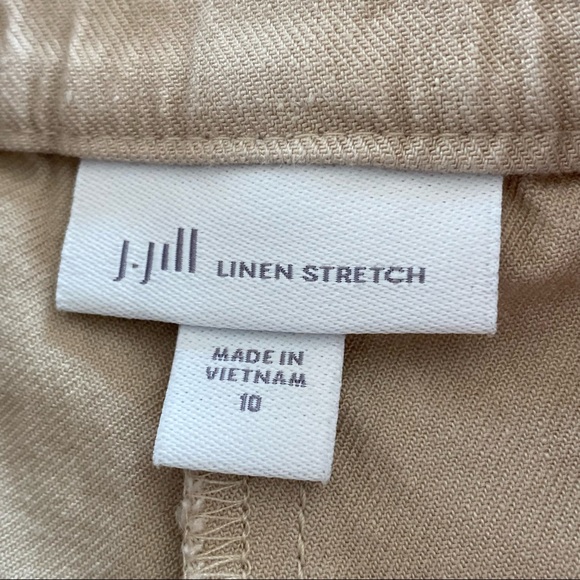 J.Jill LINEN STRETCH
MADE IN
VIETNAM
10